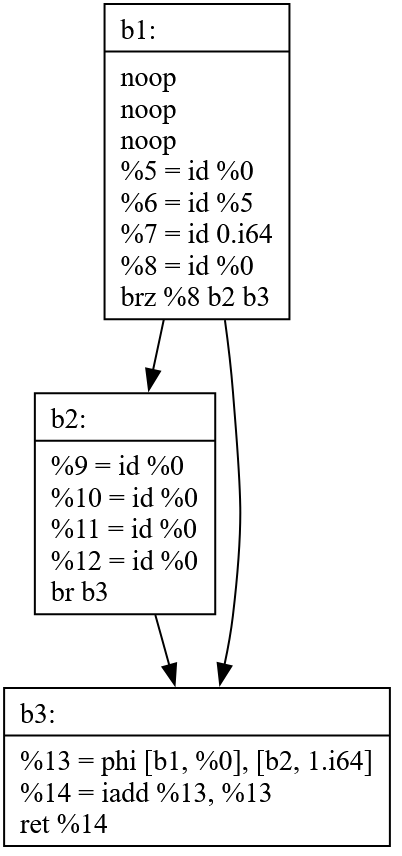 b1:
noop
noop
noop
%5 = id %0
%6 = id %5
%7 = id 0.i64
%8 = id %0
brz %8 b2 b3
b2:
%9 = id %0
%10 = id %0
%11 = id %0
%12 = id %0
br b3
b3:
%13 = phi [b1, %0], [b2, 1.i64]
%14 = iadd %13, %13
ret %14